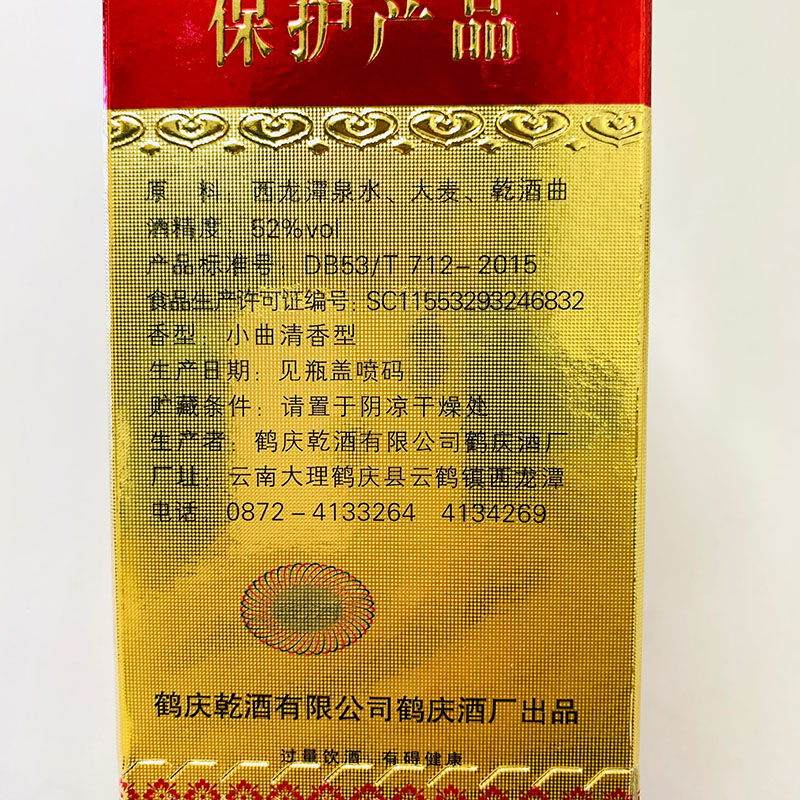 保护产品
原 料：西龙潭泉水、大麦、乾酒曲
酒精度：52%vol
产品标准号：DB53/T 712-2015
食品生产许可证编号：SC11553293246832
香型：小曲清香型
生产日期：见瓶盖喷码
贮藏条件：请置于阴凉干燥处
生产者：鹤庆乾酒有限公司鹤庆酒厂
厂址：云南大理鹤庆县云鹤镇西龙潭
电话：0872-4133264 4134269
鹤庆乾酒有限公司鹤庆酒厂出品
过量饮酒 有碍健康